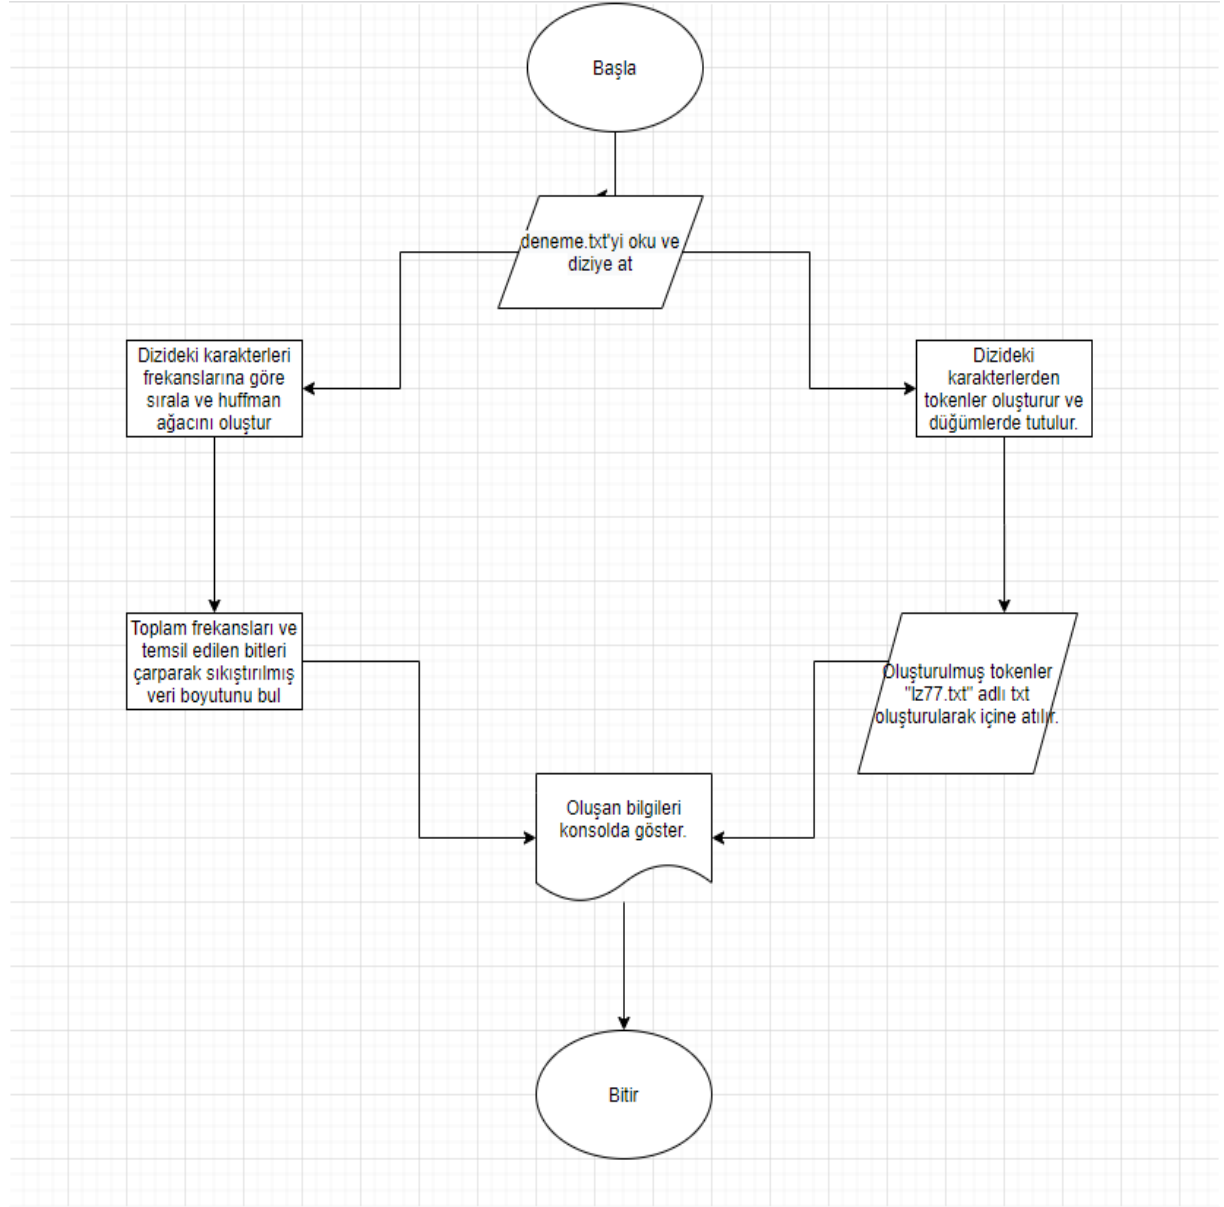 Başla
deneme.txt'yi oku ve
diziye at
Dizideki karakterleri
frekanslarına göre
sırala ve huffman
ağacını oluştur
Dizideki
karakterlerden
tokenler oluşturur ve
düğümlerde tutulur.
Toplam frekansları ve
temsil edilen bitleri
çarparak sıkıştırılmış
veri boyutunu bul
Oluşturulmuş tokenler
"lz77.txt" adlı txt
oluşturularak içine atılır.
Oluşan bilgileri
konsolda göster.
Bitir